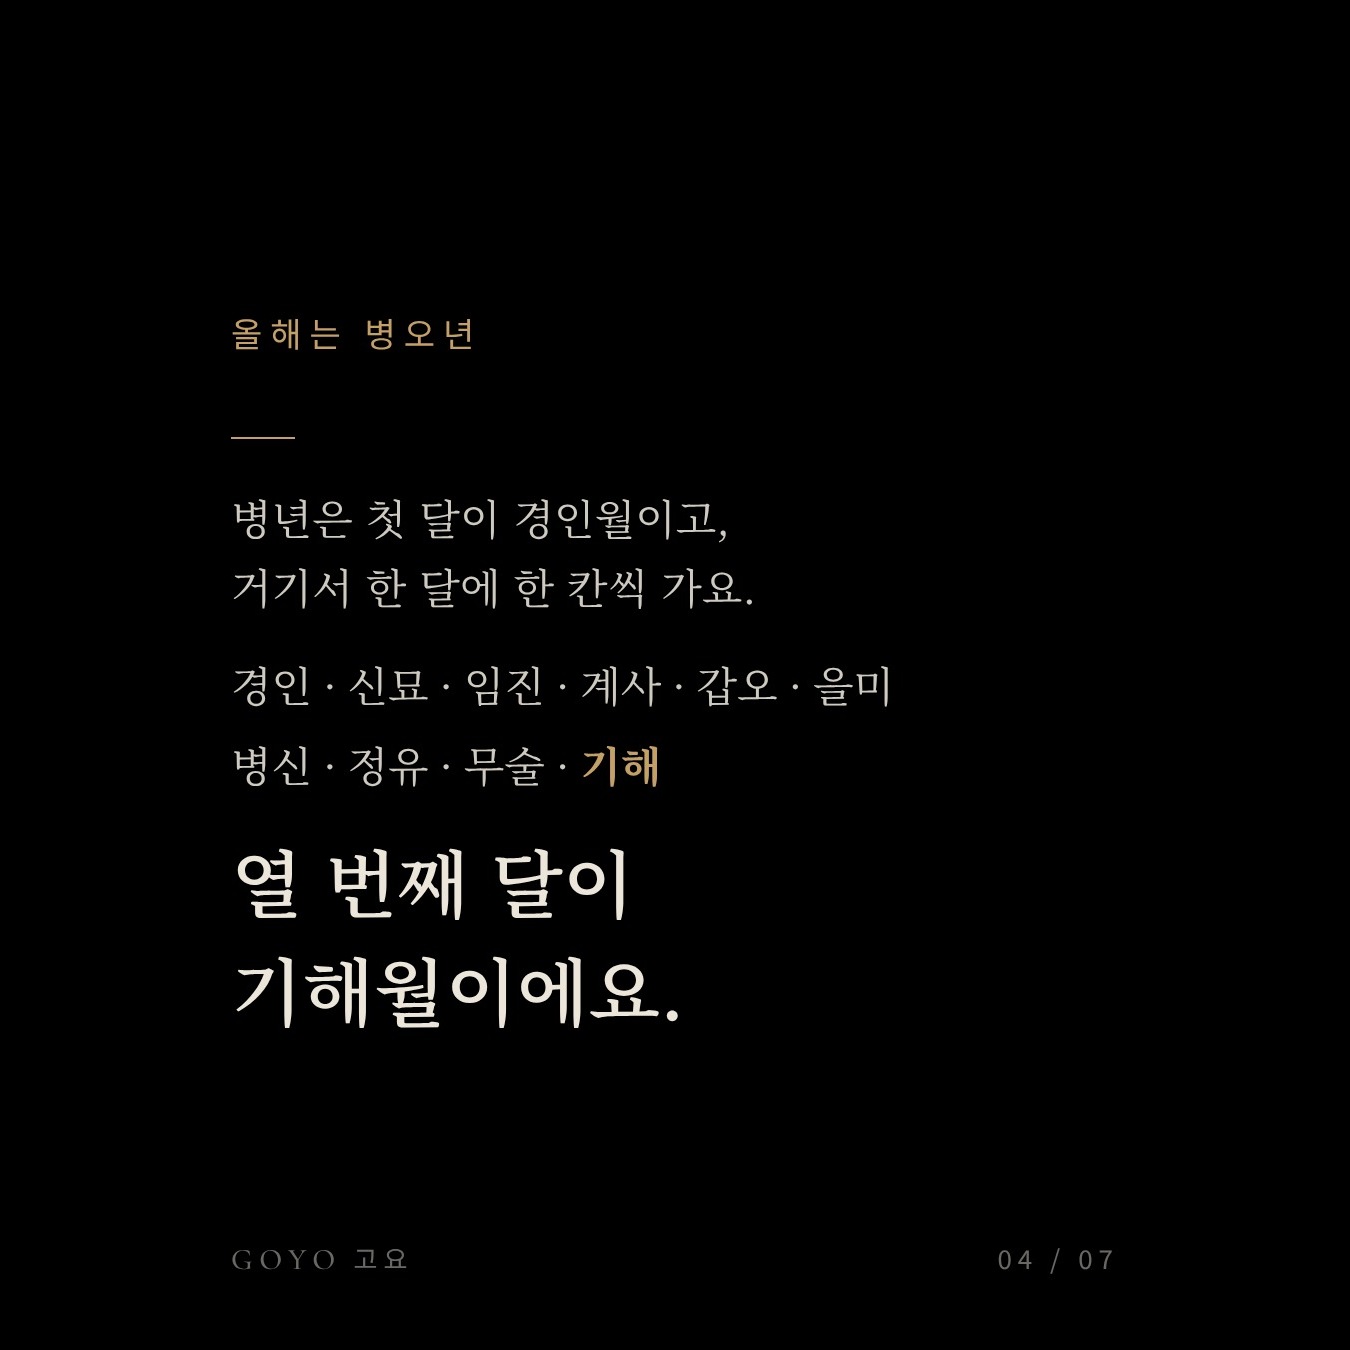 올해는 병오년
병년은 첫 달이 경인월이고,
거기서 한 달에 한 칸씩 가요.
경인 · 신묘 · 임진 · 계사 · 갑오 · 을미
병신 · 정유 · 무술 · 기해
열 번째 달이
기해월이에요.
GOYO 고요
04 / 07